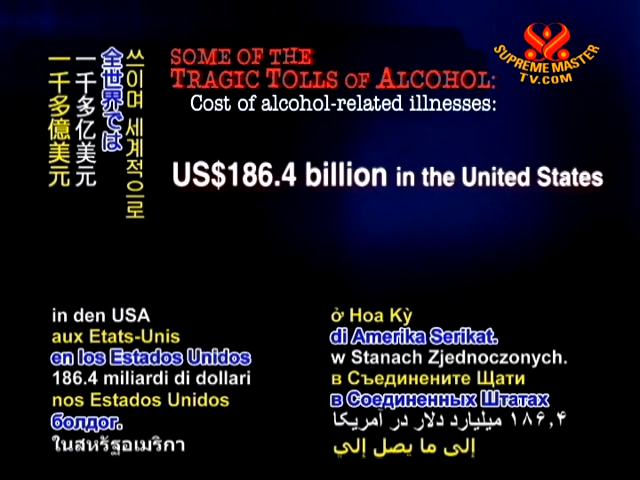 SOME OF THE
TRAGIC TOLLS OF ALCOHOL:
Cost of alcohol-related illnesses:
SUPREME MASTER
TV.COM
US$186.4 billion in the United States
쓰이며 세계적으로
全世界では
一千多亿美元
一千多億美元
in den USA
aux Etats-Unis
en los Estados Unidos
186.4 miliardi di dollari
nos Estados Unidos
болдог.
ในสหรัฐอเมริกา
ở Hoa Kỳ
di Amerika Serikat.
w Stanach Zjednoczonych.
в Съединените Щати
в Соединенных Штатах
۱۸۶,۴ میلیارد دلار در آمریکا
إلى ما يصل إلي